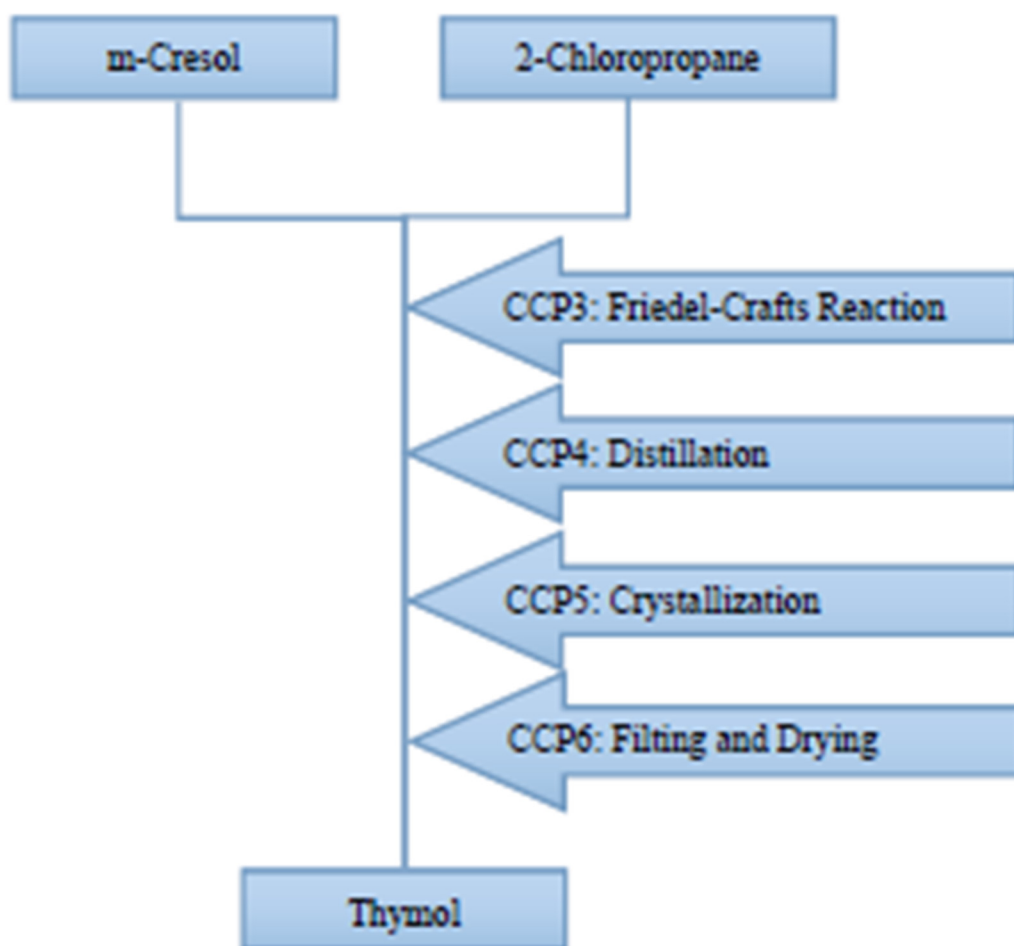 m-Cresol
2-Chloropropane
CCP3: Friedel-Crafts Reaction
CCP4: Distillation
CCP5: Crystallization
CCP6: Filting and Drying
Thymol